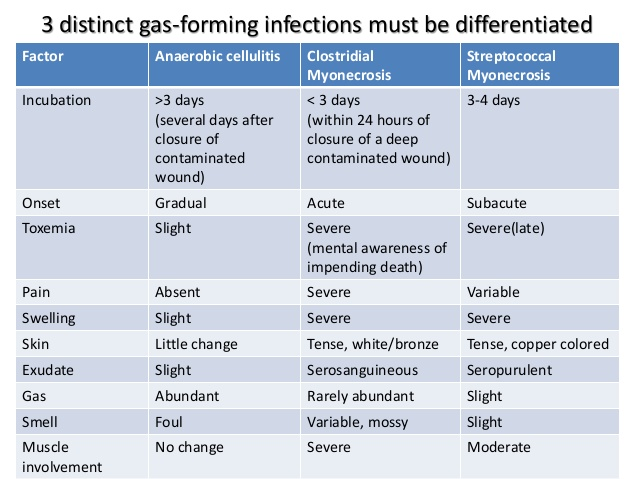 3 distinct gas-forming infections must be differentiated
Factor Anaerobic cellulitis Clostridial Myonecrosis Streptococcal Myonecrosis
Incubation >3 days (several days after closure of contaminated wound) < 3 days (within 24 hours of closure of a deep contaminated wound) 3-4 days
Onset Gradual Acute Subacute
Toxemia Slight Severe (mental awareness of impending death) Severe(late)
Pain Absent Severe Variable
Swelling Slight Severe Severe
Skin Little change Tense, white/bronze Tense, copper colored
Exudate Slight Serosanguineous Seropurulent
Gas Abundant Rarely abundant Slight
Smell Foul Variable, mossy Slight
Muscle involvement No change Severe Moderate